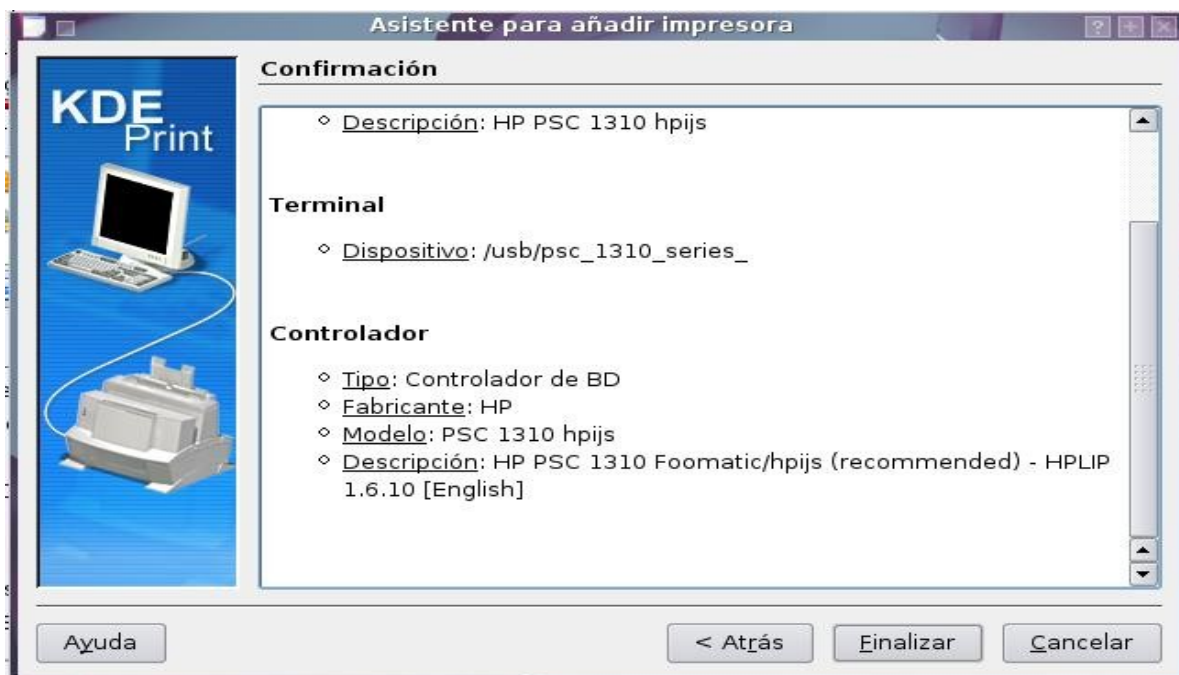 Asistente para añadir impresora
KDE
Print
Confirmación
Descripción: HP PSC 1310 hpijs
Terminal
Dispositivo: /usb/psc_1310_series_
Controlador
Tipo: Controlador de BD
Fabricante: HP
Modelo: PSC 1310 hpijs
Descripción: HP PSC 1310 Foomatic/hpijs (recommended) - HPLIP
1.6.10 [English]
Ayuda
< Atrás
Finalizar
Cancelar